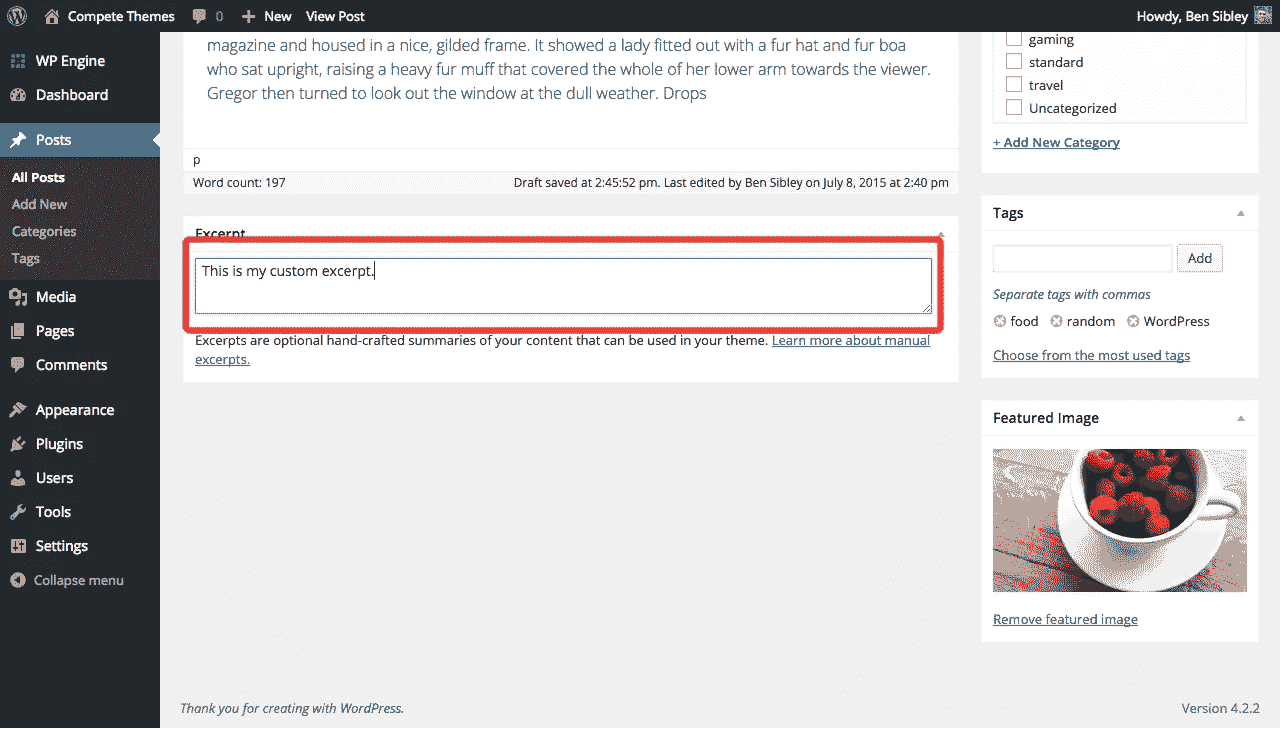 Compete Themes 0 New View Post Howdy, Ben Sibley
WP Engine
Dashboard
Posts
All Posts
Add New
Categories
Tags
Media
Pages
Comments
Appearance
Plugins
Users
Tools
Settings
Collapse menu
magazine and housed in a nice, gilded frame. It showed a lady fitted out with a fur hat and fur boa
who sat upright, raising a heavy fur muff that covered the whole of her lower arm towards the viewer.
Gregor then turned to look out the window at the dull weather. Drops
p
Word count: 197 Draft saved at 2:45:52 pm. Last edited by Ben Sibley on July 8, 2015 at 2:40 pm
Excerpt
This is my custom excerpt.
Excerpts are optional hand-crafted summaries of your content that can be used in your theme. Learn more about manual
excerpts.
gaming
standard
travel
Uncategorized
+ Add New Category
Tags
Add
Separate tags with commas
food random WordPress
Choose from the most used tags
Featured Image
Remove featured image
Thank you for creating with WordPress. Version 4.2.2